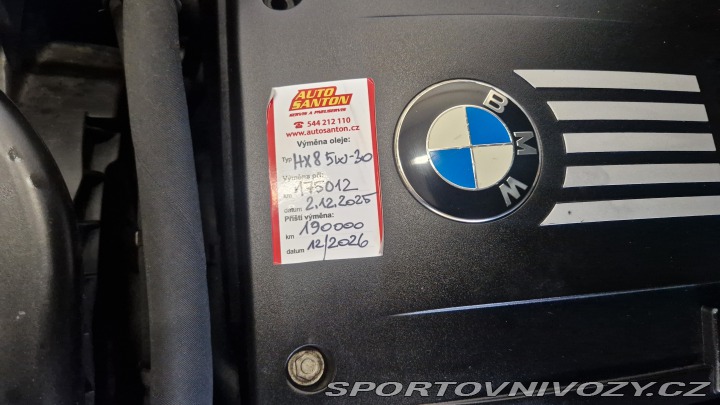 AUTO
SANTON
SERVIS A PNEUSERVIS
☎ 544 212 110
www.autosanton.cz
Výměna oleje:
Typ HX8 5W-30
Výměna při:
km 175012
datum 2.12.2025
Příští výměna:
km 190000
datum 12/2026
BMW
SPORTOVNIVOZY.CZ